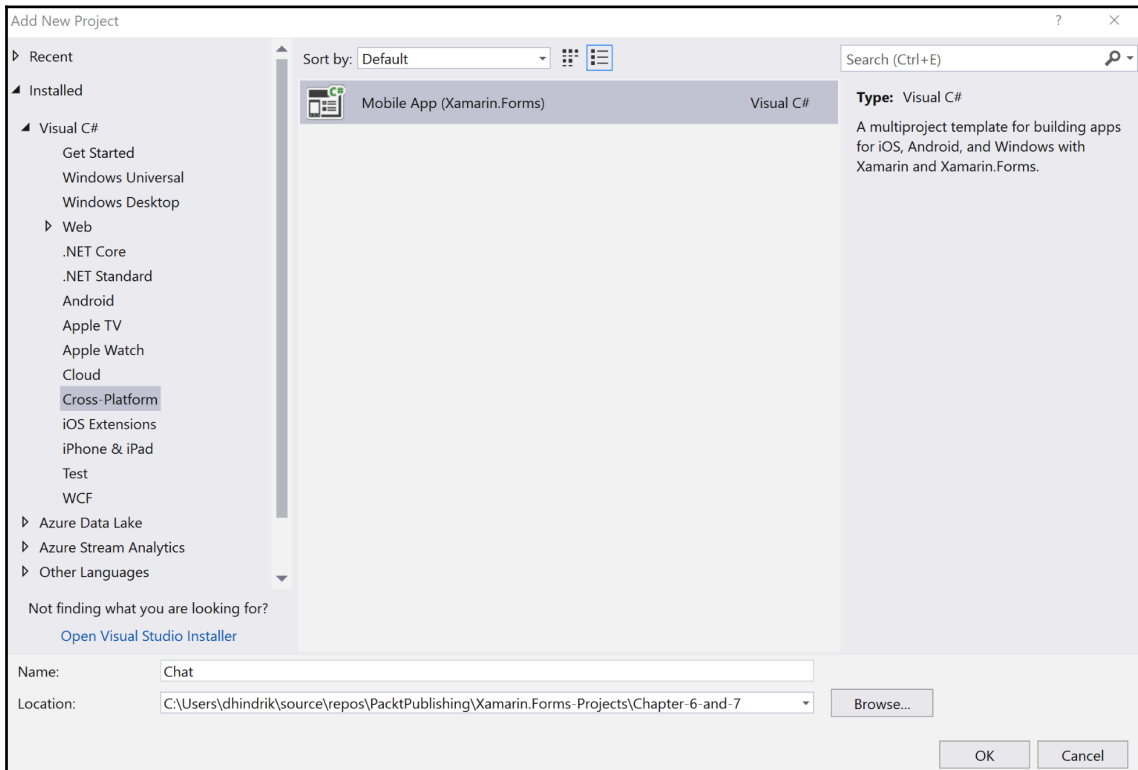 Add New Project
?
Recent
Installed
Visual C#
Get Started
Windows Universal
Windows Desktop
Web
.NET Core
.NET Standard
Android
Apple TV
Apple Watch
Cloud
Cross-Platform
iOS Extensions
iPhone & iPad
Test
WCF
Azure Data Lake
Azure Stream Analytics
Other Languages
Not finding what you are looking for?
Open Visual Studio Installer
Sort by: Default
C#
Mobile App (Xamarin.Forms) Visual C#
Search (Ctrl+E)
Type: Visual C#
A multiproject template for building apps
for iOS, Android, and Windows with
Xamarin and Xamarin.Forms.
Name: Chat
Location: C:\Users\dhindrik\source\repos\PacktPublishing\Xamarin.Forms-Projects\Chapter-6-and-7
Browse...
OK Cancel